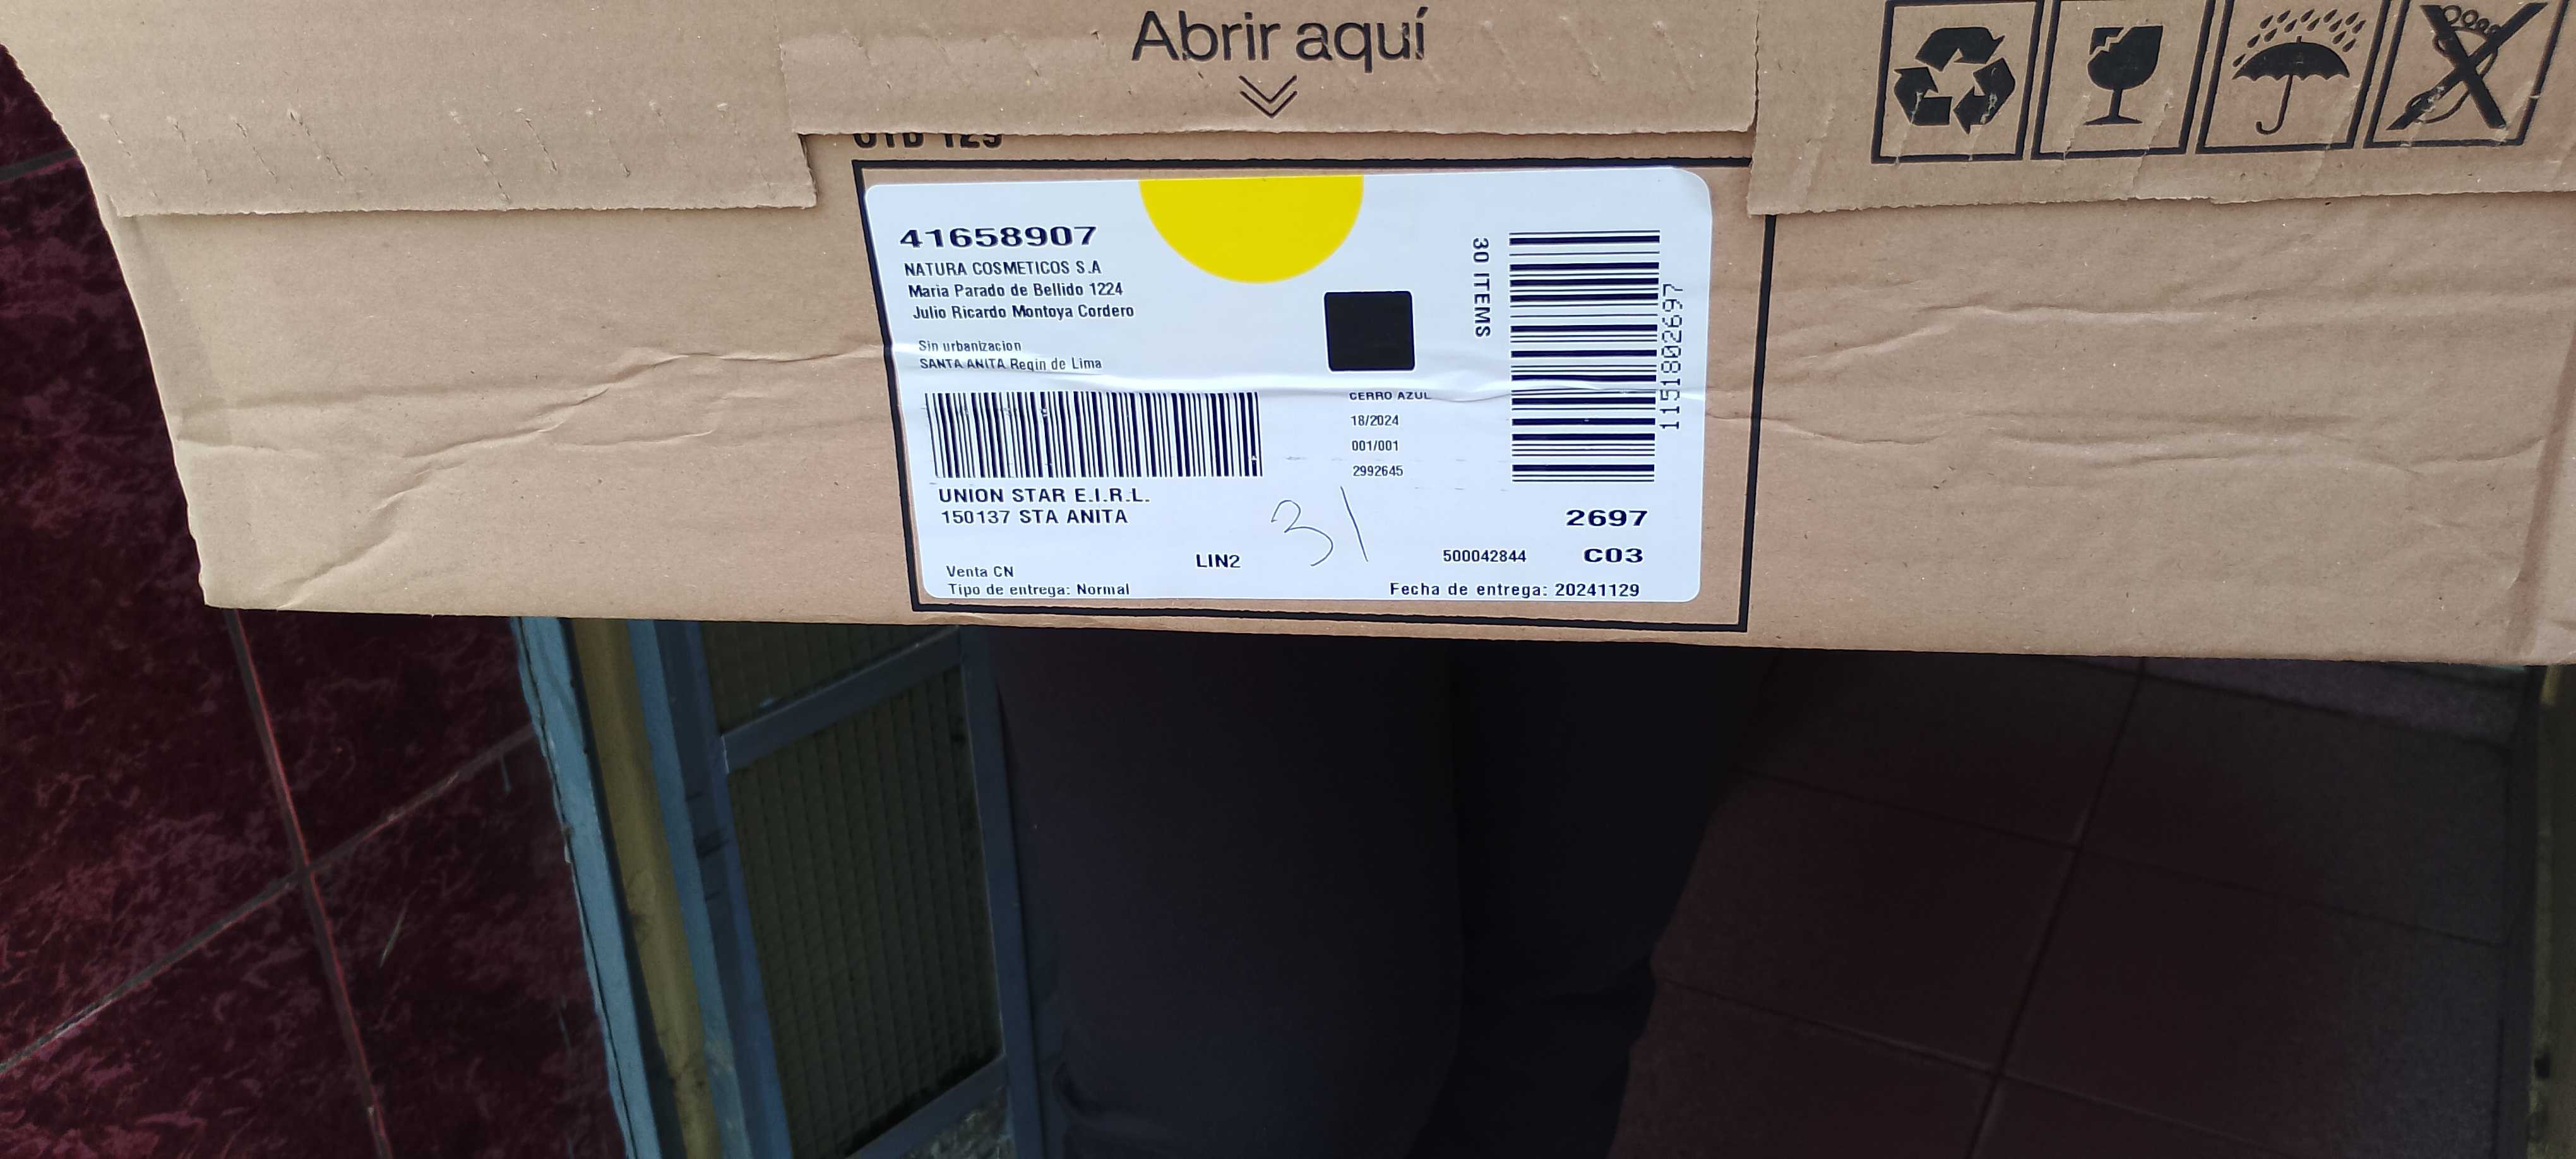 Abrir aquí
41658907
NATURA COSMETICOS S.A
Maria Parado de Bellido 1224
Julio Ricardo Montoya Cordero
Sin urbanizacion
SANTA ANITA Regin de Lima
30 ITEMS
1151802697
CERRO AZUL
18/2024
001/001
2992645
UNION STAR E.I.R.L.
150137 STA ANITA
31
2697
LIN2
500042844 C03
Venta CN
Tipo de entrega: Normal
Fecha de entrega: 20241129